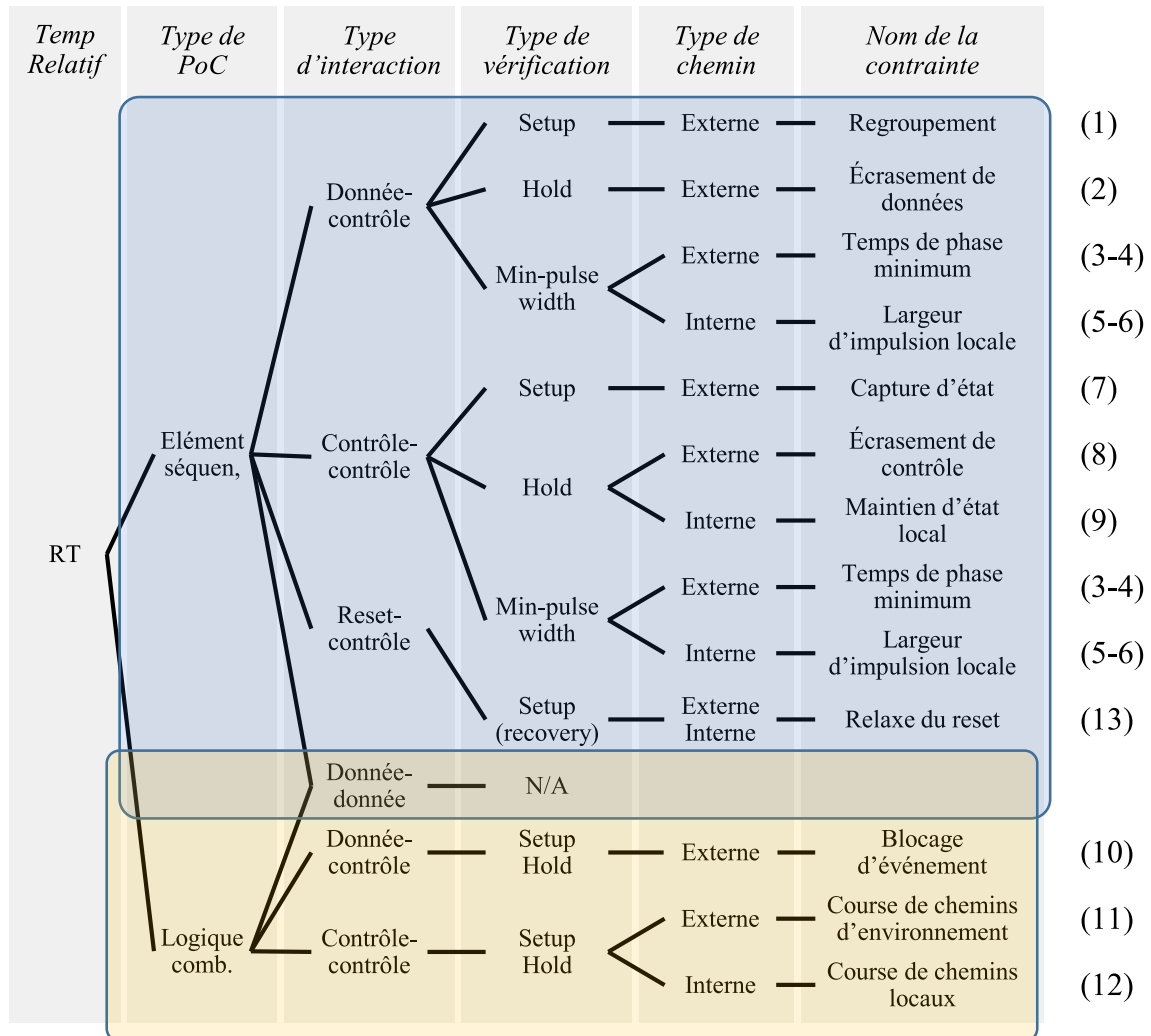 Temp
Relatif
Type de
PoC
Type
d'interaction
Type de
vérification
Type de
chemin
Nom de la
contrainte
Setup
Externe
Regroupement
(1)
Donnée-
contrôle
Hold
Externe
Écrasement de
données
(2)
Min-pulse
width
Externe
Temps de phase
minimum
(3-4)
Interne
Largeur
d'impulsion locale
(5-6)
RT
Elément
séquen,
Contrôle-
contrôle
Setup
Externe
Capture d'état
(7)
Hold
Externe
Écrasement de
contrôle
(8)
Interne
Maintien d'état
local
(9)
Min-pulse
width
Externe
Temps de phase
minimum
(3-4)
Interne
Largeur
d'impulsion locale
(5-6)
Reset-
contrôle
Setup
(recovery)
Externe
Interne
Relaxe du reset
(13)
Donnée-
donnée
N/A
Logique
comb.
Donnée-
contrôle
Setup
Hold
Externe
Blocage
d'événement
(10)
Contrôle-
contrôle
Setup
Hold
Externe
Course de chemins
d'environnement
(11)
Interne
Course de chemins
locaux
(12)